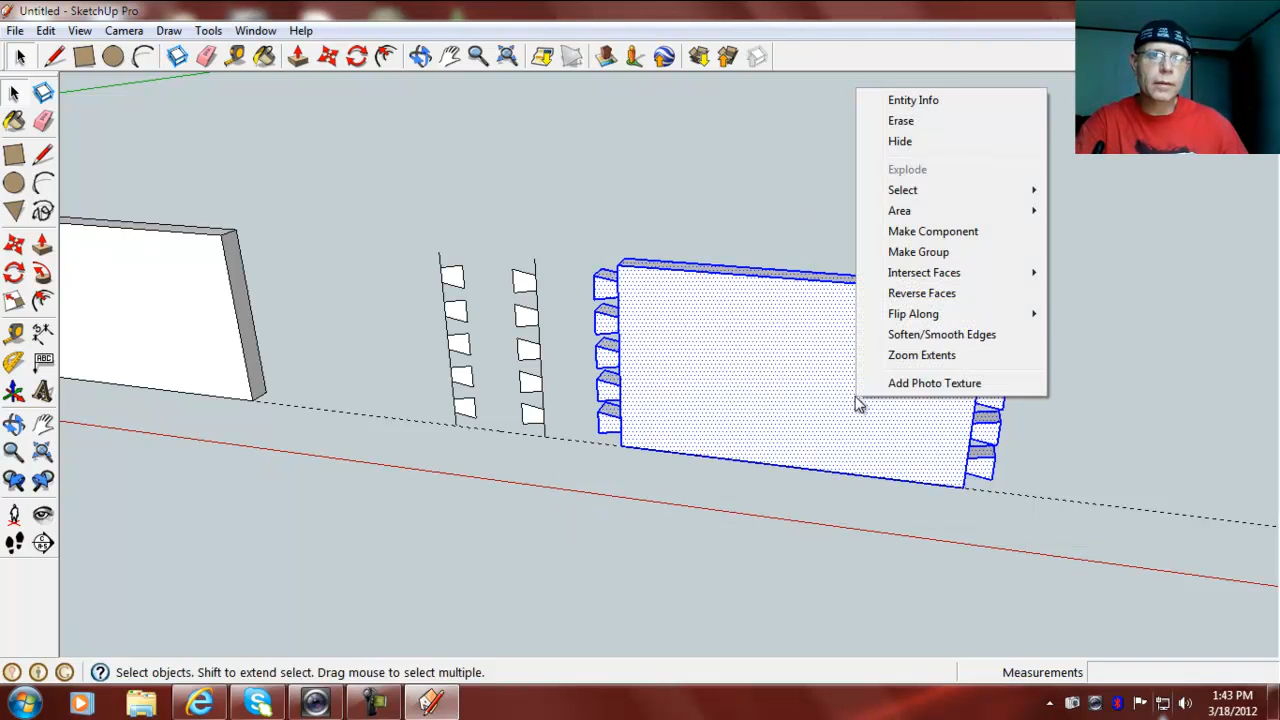 Untitled - SketchUp Pro
File Edit View Camera Draw Tools Window Help
Entity Info
Erase
Hide
Explode
Select
Area
Make Component
Make Group
Intersect Faces
Reverse Faces
Flip Along
Soften/Smooth Edges
Zoom Extents
Add Photo Texture
ABC
A
Select objects. Shift to extend select. Drag mouse to select multiple.
Measurements
1:43 PM
3/18/2012